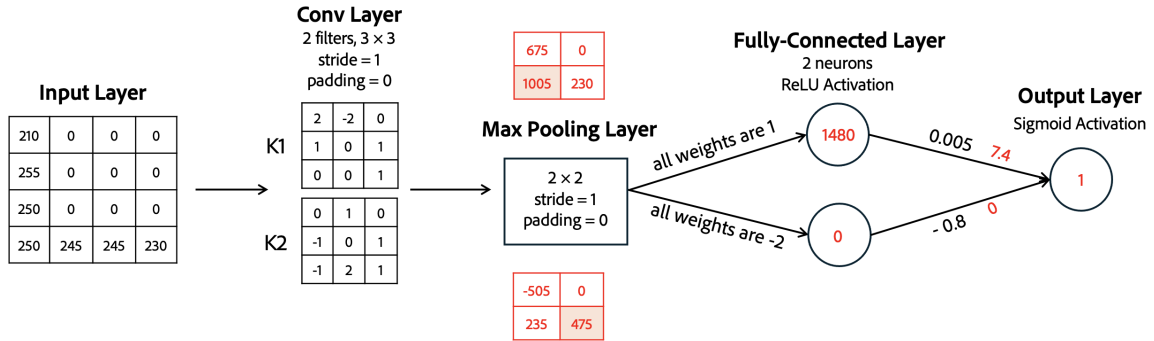 Input Layer
210 0 0 0
255 0 0 0
250 0 0 0
250 245 245 230
Conv Layer
2 filters, 3 × 3
stride = 1
padding = 0
K1
2 -2 0
1 0 1
0 0 1
K2
0 1 0
-1 0 1
-1 2 1
675 0
1005 230
Max Pooling Layer
2 × 2
stride = 1
padding = 0
-505 0
235 475
all weights are 1
all weights are -2
Fully-Connected Layer
2 neurons
ReLU Activation
1480
0
0.005 7.4
- 0.8 0
Output Layer
Sigmoid Activation
1